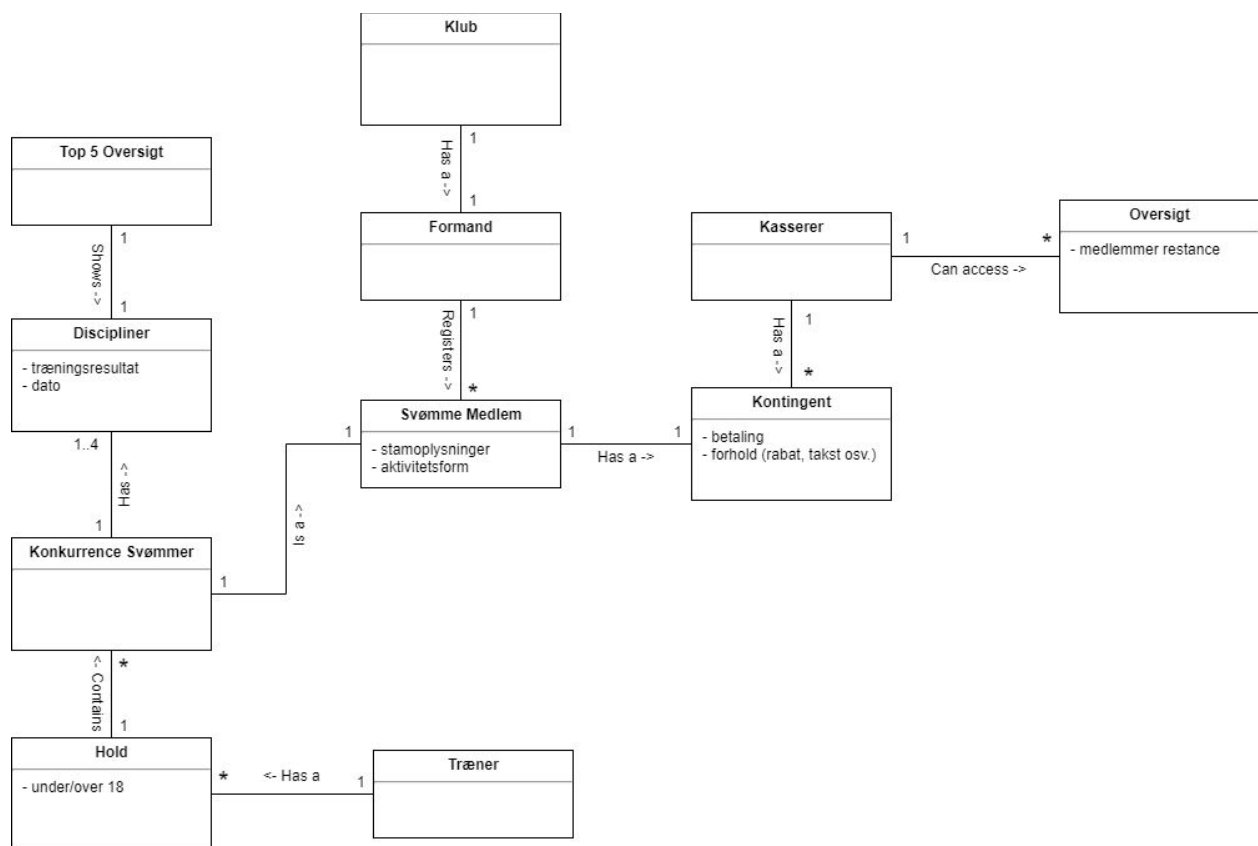 Klub
1
Has a ->
1
Top 5 Oversigt
1
Shows ->
1
Formand
1
Registers ->
*
Kasserer
1
*
Can access ->
Oversigt
- medlemmer restance
1
Has a ->
*
Discipliner
- træningsresultat
- dato
1..4
Has ->
1
Svømme Medlem
- stamoplysninger
- aktivitetsform
1
1
1
Has a ->
Kontingent
- betaling
- forhold (rabat, takst osv.)
Is a ->
Konkurrence Svømmer
1
*
<- Contains
1
Hold
- under/over 18
*
<- Has a
1
Træner